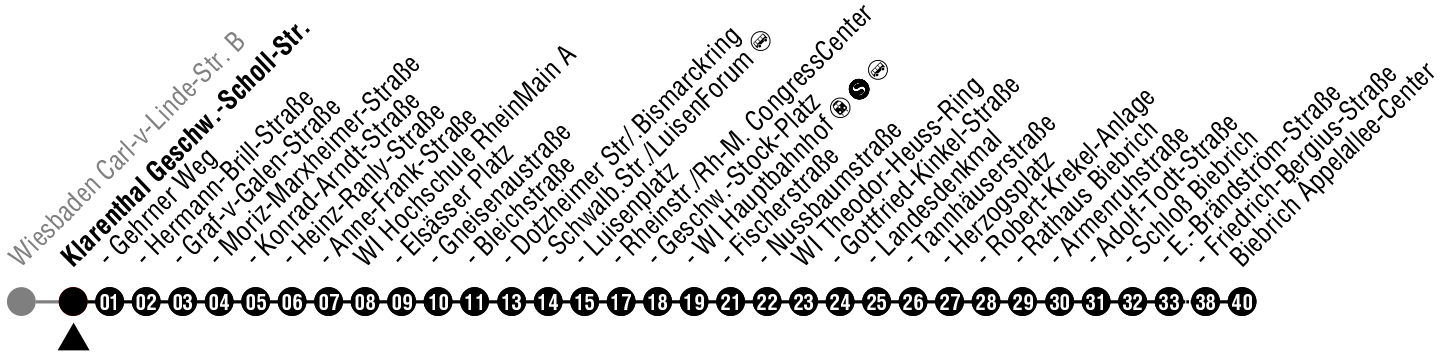 Wiesbaden Carl-v-Linde-Str. B
Klarenthal Geschw.-Scholl-Str.
- Gehrner Weg
- Hermann-Brill-Straße
- Graf-v-Galen-Straße
- Moriz-Marxheimer-Straße
- Konrad-Arndt-Straße
- Heinz-Ranly-Straße
- Anne-Frank-Straße
WI Hochschule RheinMain A
- Elsässer Platz
- Gneisenaustraße
- Bleichstraße
- Dotzheimer Str/ Bismarckring
- Schwalb.Str./LuisenForum
- Luisenplatz
- Rheinstr./Rh-M. CongressCenter
- Geschw.-Stock-Platz
- WI Hauptbahnhof S
- Fischerstraße
- Nussbaumstraße
WI Theodor-Heuss-Ring
- Gottfried-Kinkel-Straße
- Landesdenkmal
- Tannhäuserstraße
- Herzogsplatz
- Robert-Krekel-Anlage
- Rathaus Biebrich
- Armenruhstraße
- Adolf-Todt-Straße
- Schloß Biebrich
- E.-Brändström-Straße
- Friedrich-Bergius-Straße
Biebrich Äppelallee-Center
01 02 03 04 05 06 07 08 09 10 11 13 14 15 17 18 19 21 22 23 24 25 26 27 28 29 30 31 32 33 38 40